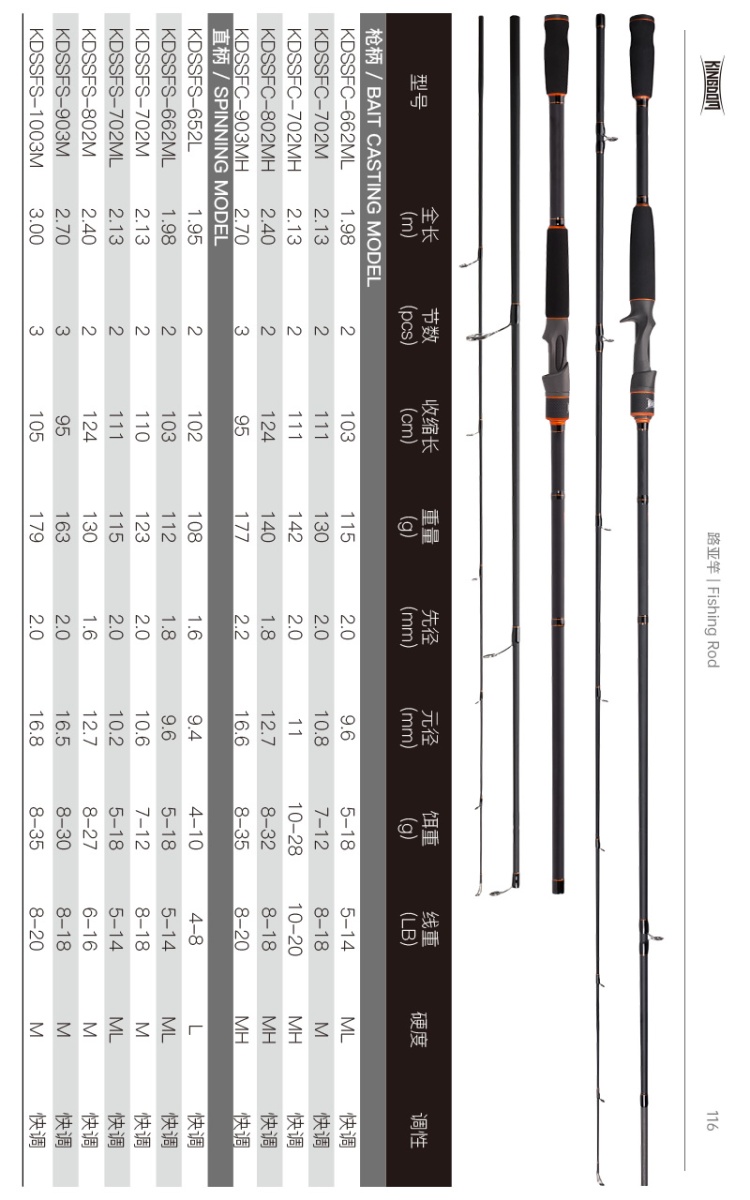 KINGDOM
路亚竿 | Fishing Rod
116
型号 全长 (m) 节数 (pcs) 收缩长 (cm) 重量 (g) 先径 (mm) 元径 (mm) 饵重 (g) 线重 (LB) 硬度 调性
枪柄 / BAIT CASTING MODEL
KDSSFC-662ML 1.98 2 103 115 2.0 9.6 5-18 5-14 ML 快调
KDSSFC-702M 2.13 2 111 130 2.0 10.8 7-12 8-18 M 快调
KDSSFC-702MH 2.13 2 111 142 2.0 11 10-28 10-20 MH 快调
KDSSFC-802MH 2.40 2 124 140 1.8 12.7 8-32 8-18 MH 快调
KDSSFC-903MH 2.70 3 95 177 2.2 16.6 8-35 8-20 MH 快调
直柄 / SPINNING MODEL
KDSSFS-652L 1.95 2 102 108 1.6 9.4 4-10 4-8 L 快调
KDSSFS-662ML 1.98 2 103 112 1.8 9.6 5-18 5-14 ML 快调
KDSSFS-702M 2.13 2 110 123 2.0 10.6 7-12 8-18 M 快调
KDSSFS-702ML 2.13 2 111 115 2.0 10.2 5-18 5-14 ML 快调
KDSSFS-802M 2.40 2 124 130 1.6 12.7 8-27 6-16 M 快调
KDSSFS-903M 2.70 3 95 163 2.0 16.5 8-30 8-18 M 快调
KDSSFS-1003M 3.00 3 105 179 2.0 16.8 8-35 8-20 M 快调